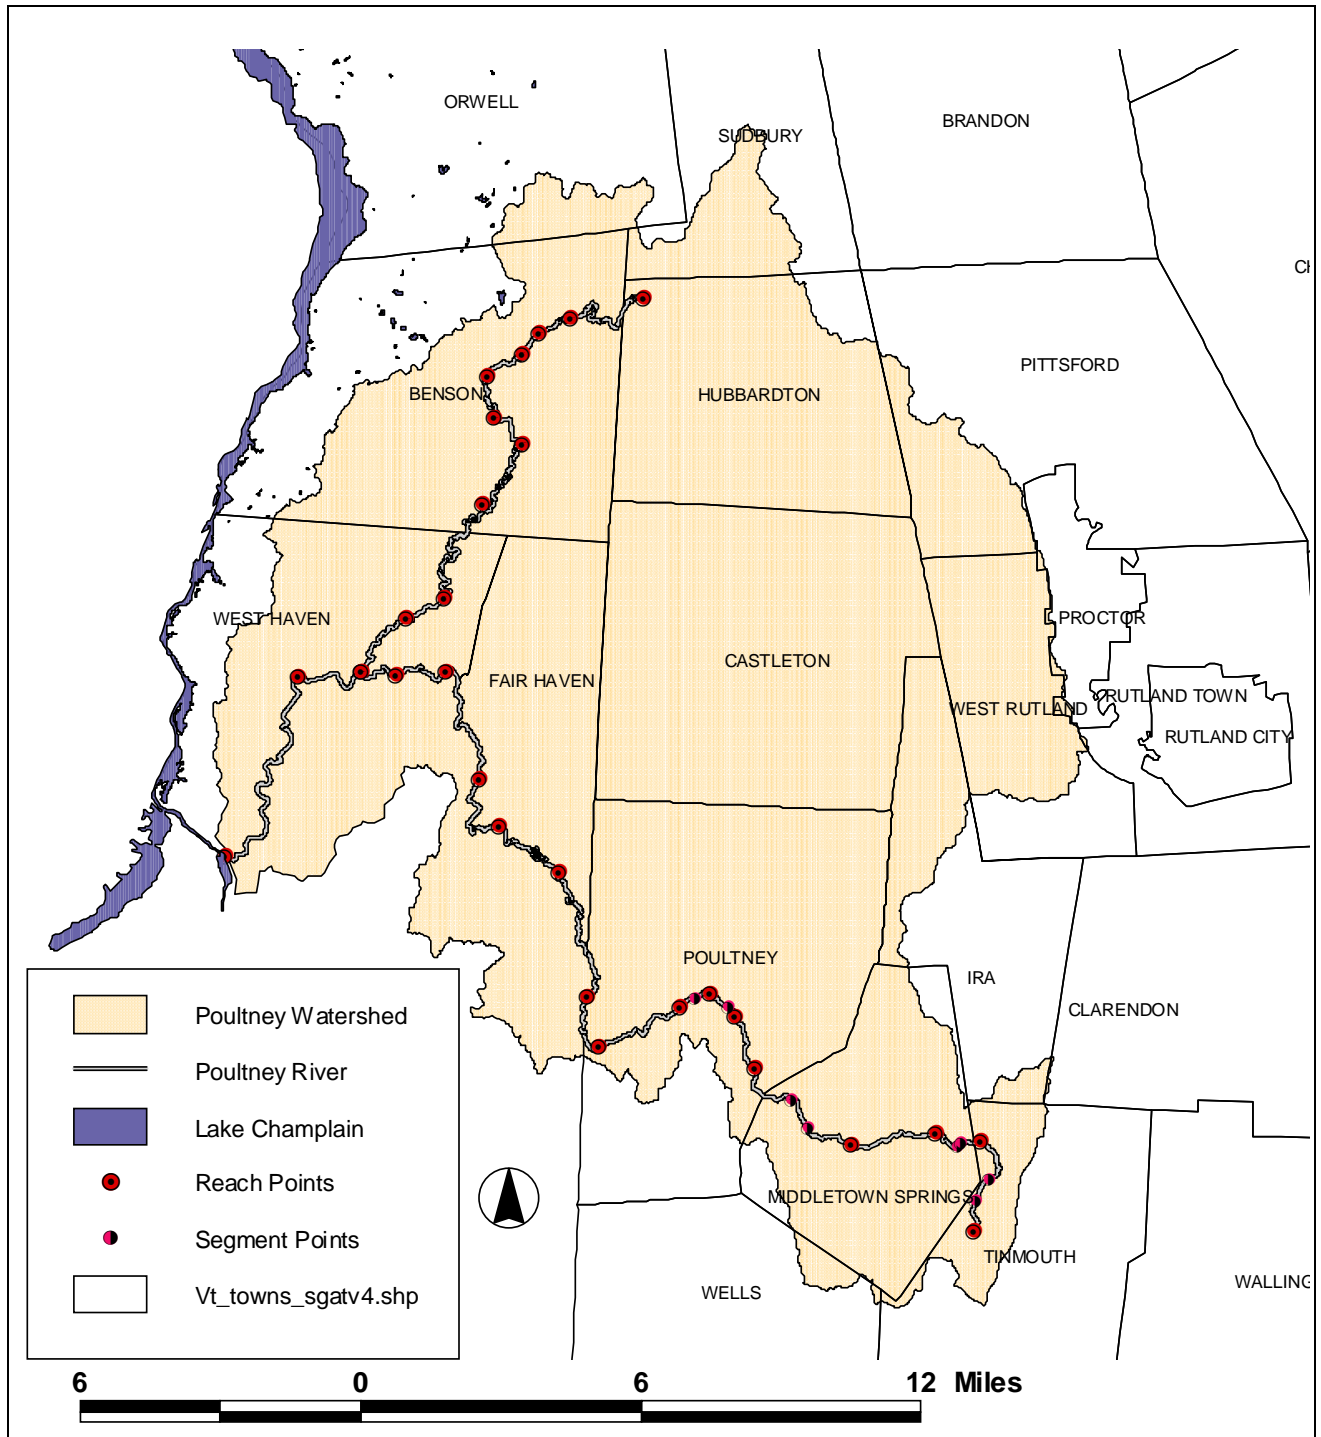 ORWELL
BRANDON
SUDBURY
CH
PITTSFORD
BENSON
HUBBARDTON
WEST HAVEN
PROCTOR
CASTLETON
FAIR HAVEN
RUTLAND TOWN
WEST RUTLAND
RUTLAND CITY
POULTNEY
IRA
CLARENDON
MIDDLETOWN SPRINGS
TINMOUTH
WELLS
WALLING
Poultney Watershed
Poultney River
Lake Champlain
Reach Points
Segment Points
Vt_towns_sgatv4.shp
6 0 6 12 Miles